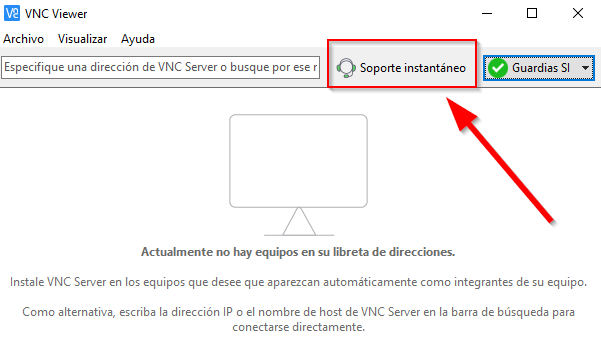 VNC Viewer
Archivo Visualizar Ayuda
Especifique una dirección de VNC Server o busque por ese r
Soporte instantáneo
Guardias SI
Actualmente no hay equipos en su libreta de direcciones.
Instale VNC Server en los equipos que desee que aparezcan automáticamente como integrantes de su equipo.
Como alternativa, escriba la dirección IP o el nombre de host de VNC Server en la barra de búsqueda para
conectarse directamente.